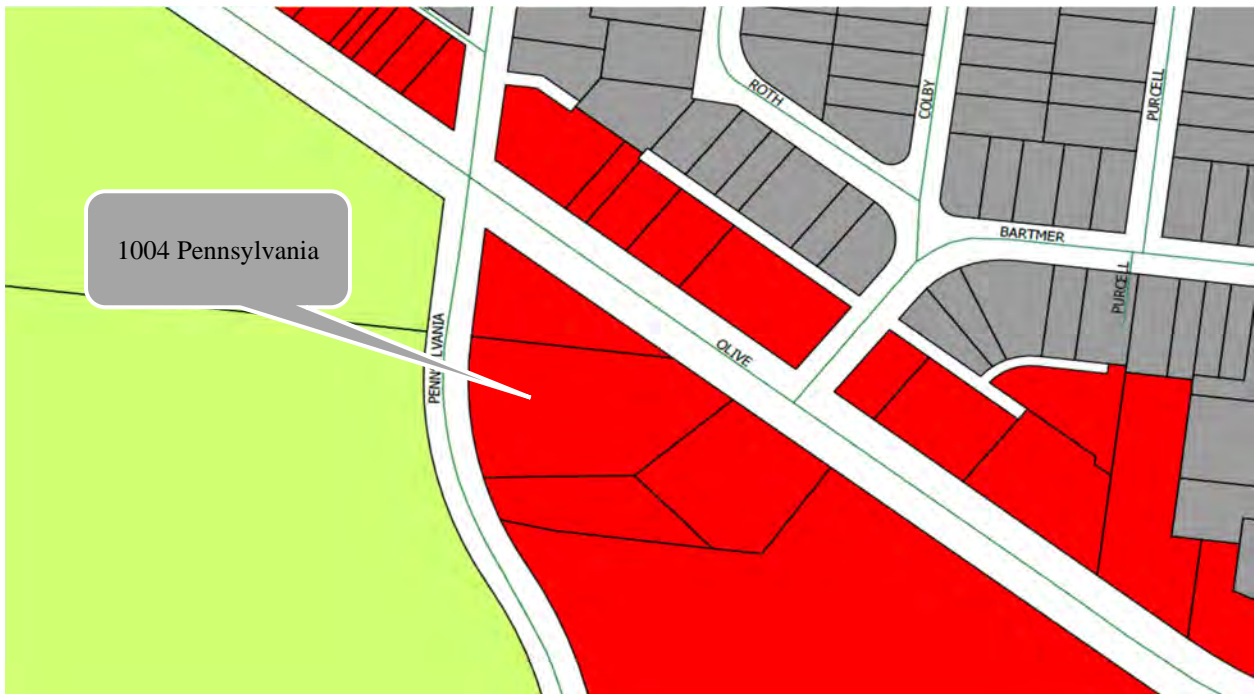 ROTH
COLBY
PURCELL
1004 Pennsylvania
BARTMER
PURCELL
PENNSYLVANIA
OLIVE